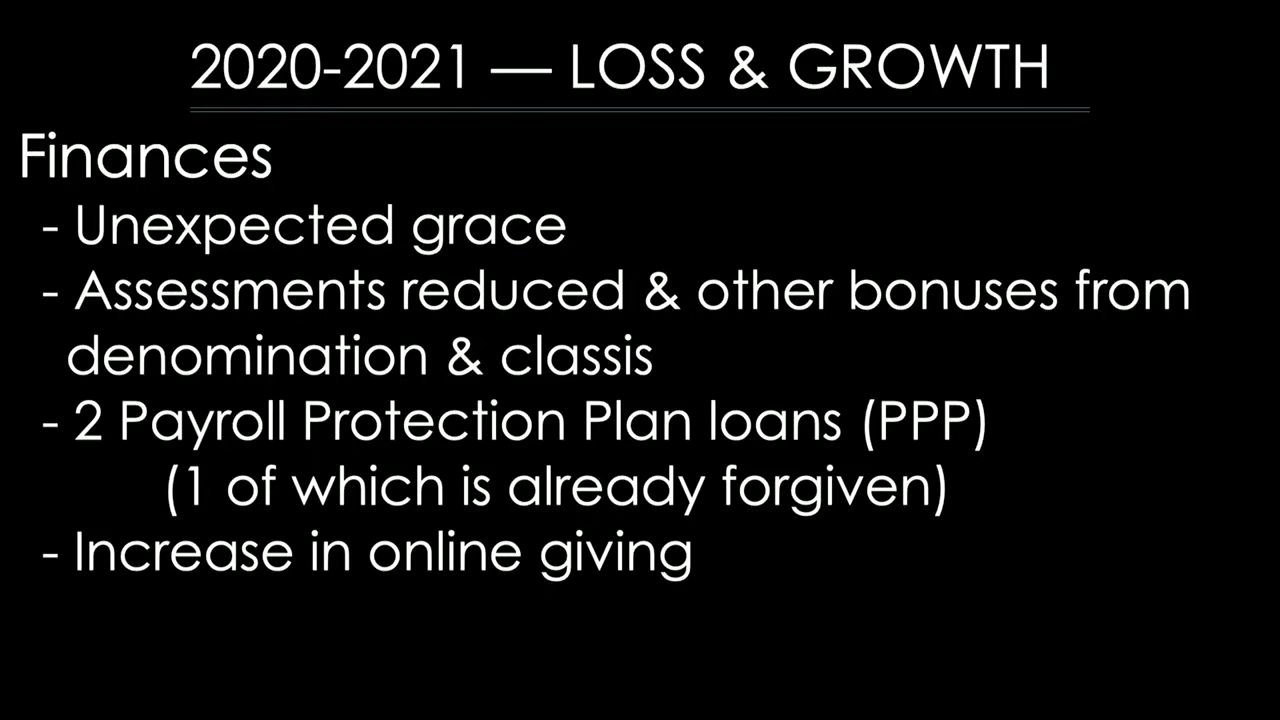 2020-2021 — LOSS & GROWTH
Finances
- Unexpected grace
- Assessments reduced & other bonuses from
denomination & classis
- 2 Payroll Protection Plan loans (PPP)
(1 of which is already forgiven)
- Increase in online giving